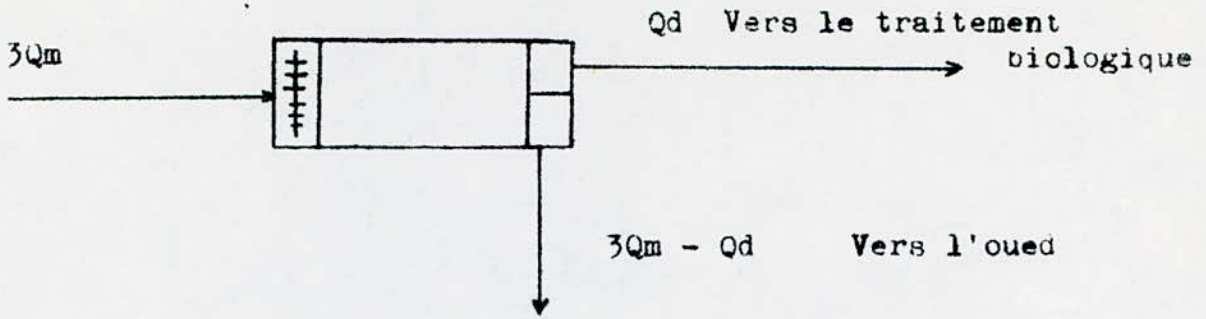 3Qm
Qd Vers le traitement
biologique
3Qm - Qd Vers l'oued